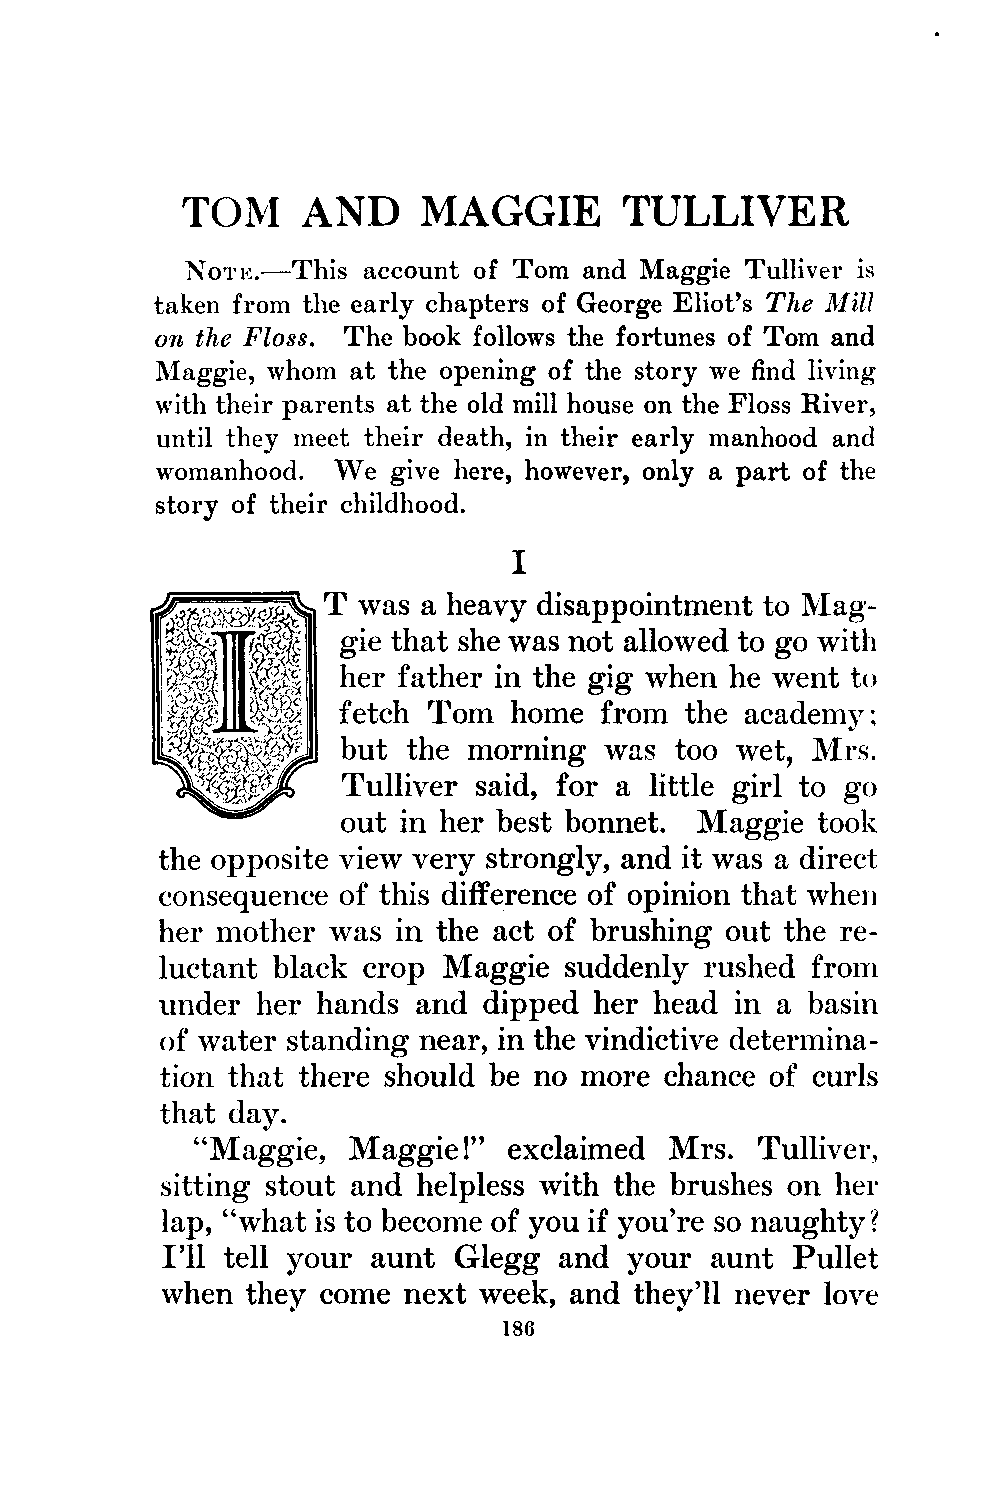 TOM AND MAGGIE TULLIVER
NOTE.—This account of Tom and Maggie Tulliver is
taken from the early chapters of George Eliot's The Mill
on the Floss. The book follows the fortunes of Tom and
Maggie, whom at the opening of the story we find living
with their parents at the old mill house on the Floss River,
until they meet their death, in their early manhood and
womanhood. We give here, however, only a part of the
story of their childhood.
I
IT was a heavy disappointment to Mag-
gie that she was not allowed to go with
her father in the gig when he went to
fetch Tom home from the academy;
but the morning was too wet, Mrs.
Tulliver said, for a little girl to go
out in her best bonnet. Maggie took
the opposite view very strongly, and it was a direct
consequence of this difference of opinion that when
her mother was in the act of brushing out the re-
luctant black crop Maggie suddenly rushed from
under her hands and dipped her head in a basin
of water standing near, in the vindictive determina-
tion that there should be no more chance of curls
that day.
"Maggie, Maggie!" exclaimed Mrs. Tulliver,
sitting stout and helpless with the brushes on her
lap, "what is to become of you if you're so naughty?
I'll tell your aunt Glegg and your aunt Pullet
when they come next week, and they'll never love
186